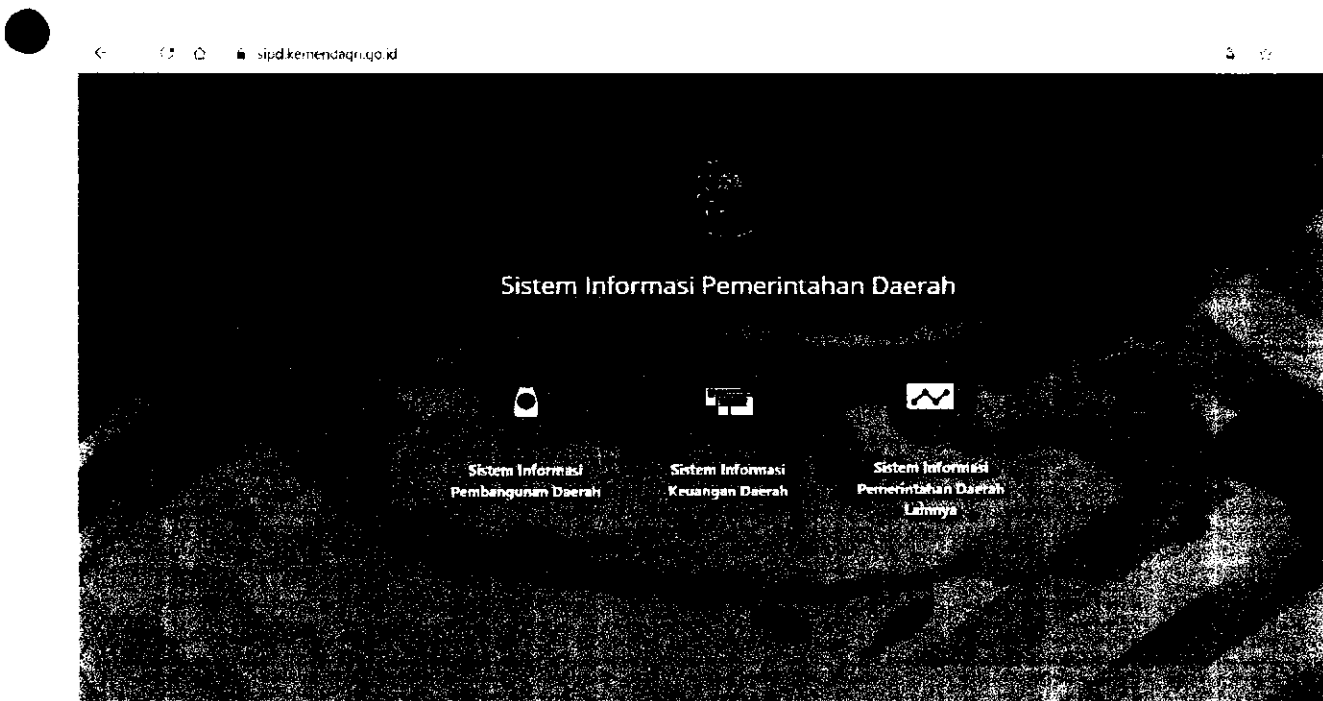 sipd.kemendagri.go.id
Sistem Informasi Pemerintahan Daerah
Sistem Informasi
Pembangunan Daerah
Sistem Informasi
Keuangan Daerah
Sistem Informasi
Pemerintahan Daerah
Lainnya